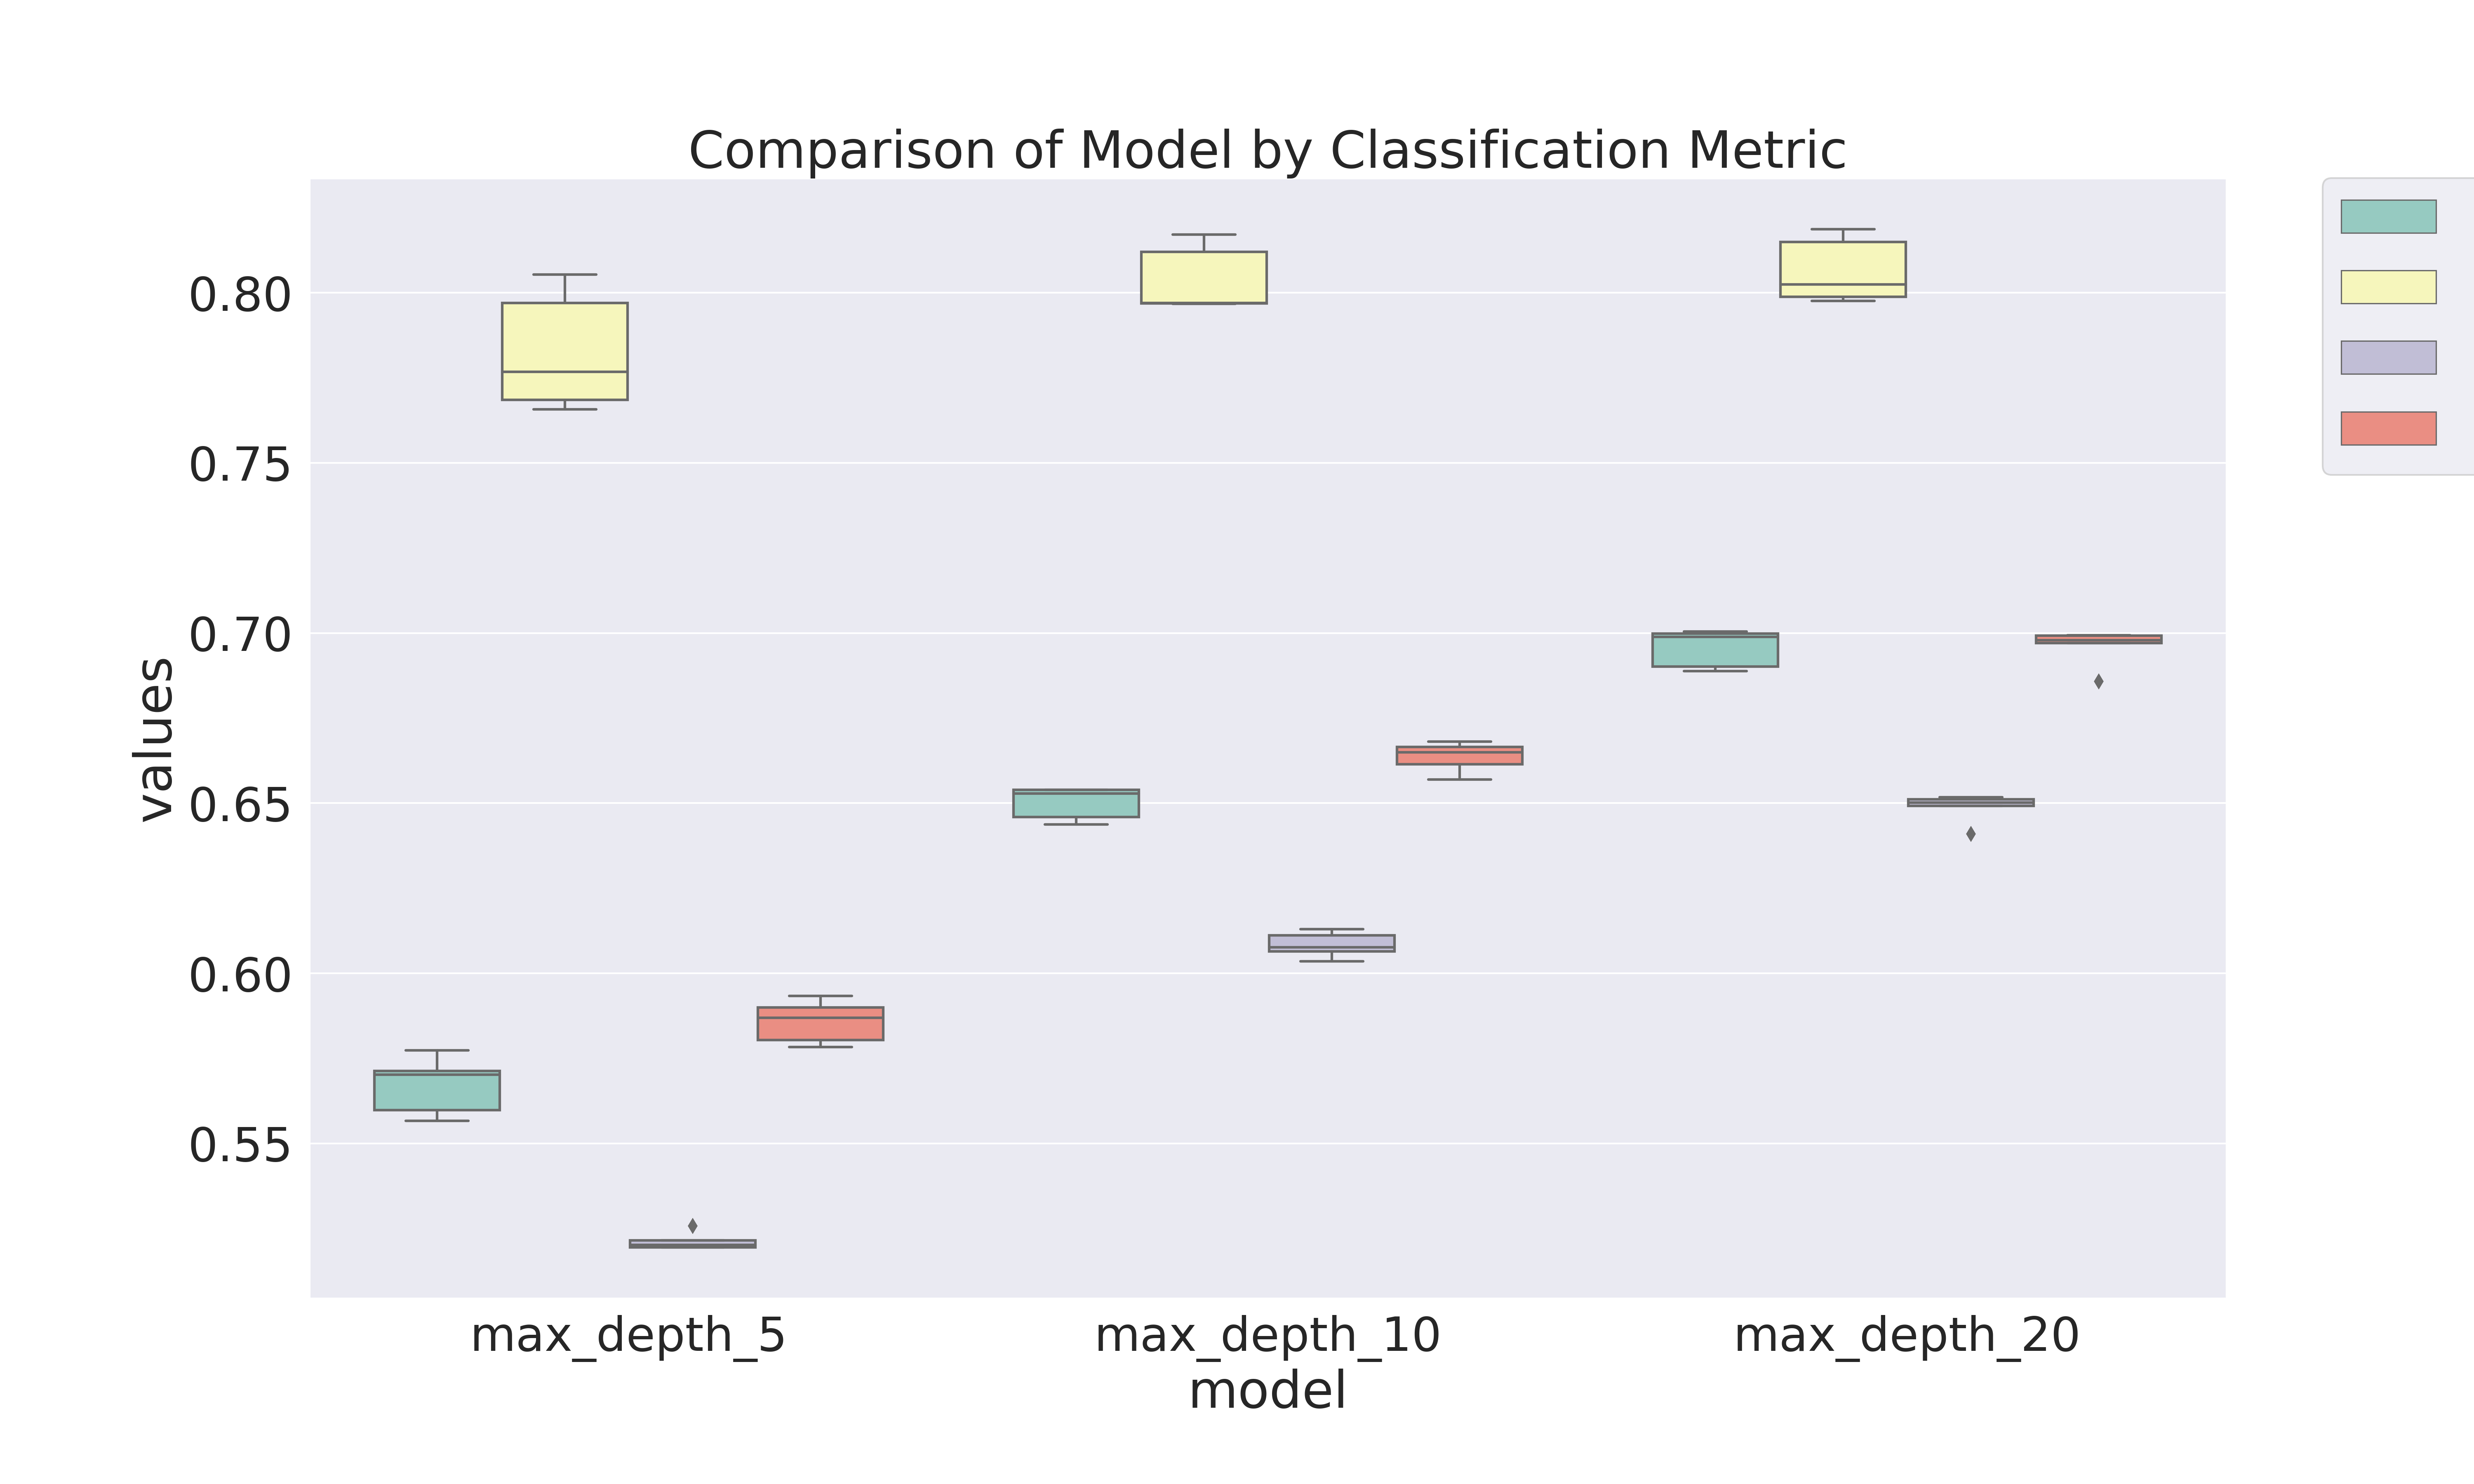 Comparison of Model by Classification Metric
0.80
0.75
0.70
0.65
0.60
0.55
values
max_depth_5 max_depth_10 max_depth_20
model